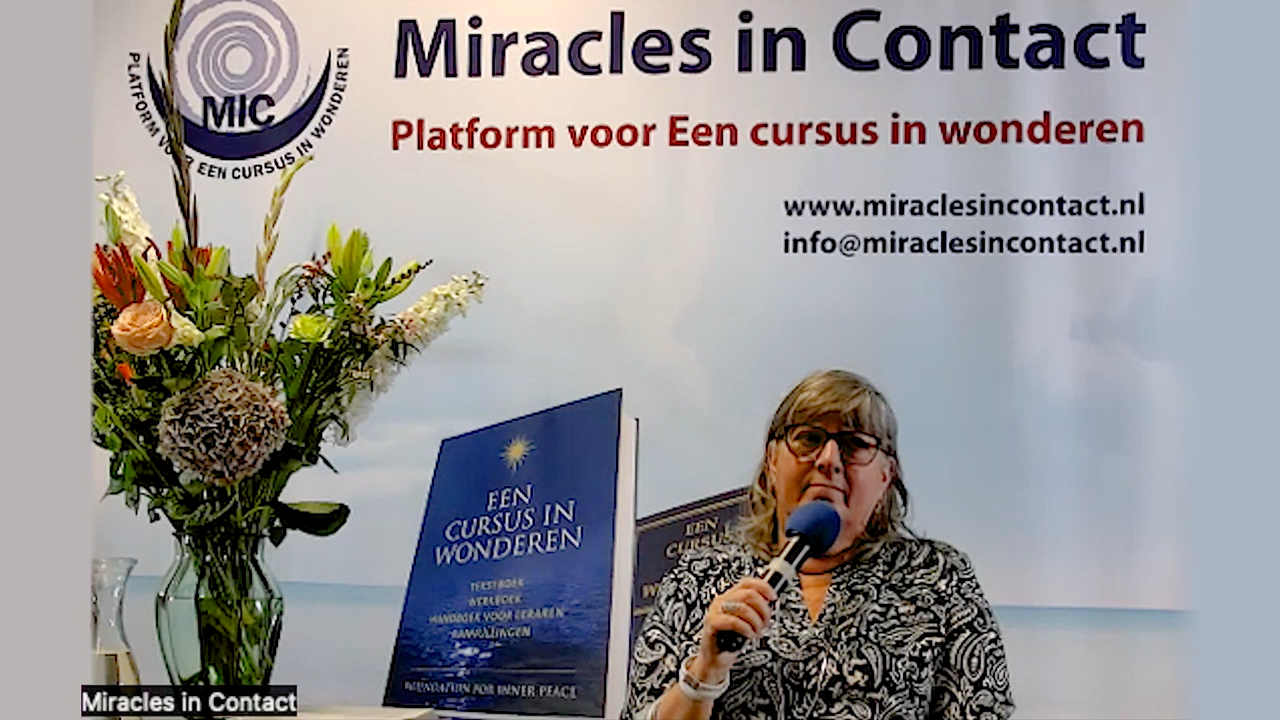 PLATFORM VOOR EEN CURSUS IN WONDEREN
MIC
Miracles in Contact
Platform voor Een cursus in wonderen
www.miraclesincontact.nl
info@miraclesincontact.nl
EEN
CURSUS IN
WONDEREN
TEKSTBOEK
WERKBOEK
HANDBOEK VOOR LERAREN
AANVULLINGEN
FOUNDATION FOR INNER PEACE
EEN
CURSUS
Miracles in Contact